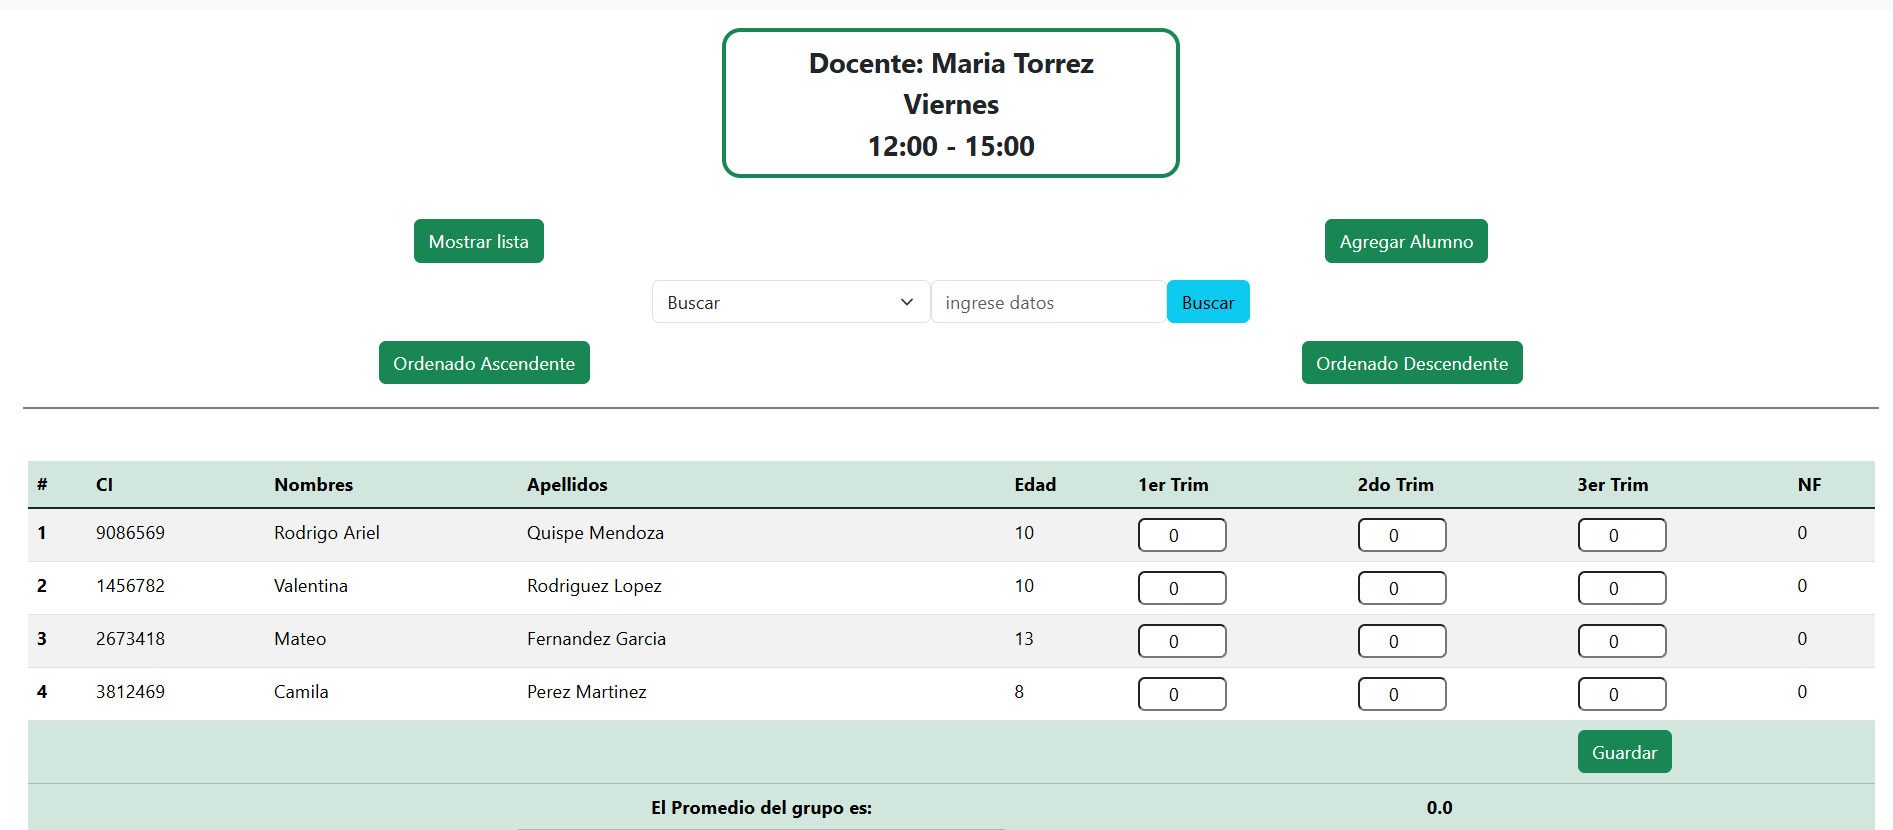 Docente: Maria Torrez
Viernes
12:00 - 15:00
Mostrar lista Agregar Alumno
Buscar ingrese datos Buscar
Ordenado Ascendente Ordenado Descendente
# CI Nombres Apellidos Edad 1er Trim 2do Trim 3er Trim NF
1 9086569 Rodrigo Ariel Quispe Mendoza 10 0 0 0 0
2 1456782 Valentina Rodriguez Lopez 10 0 0 0 0
3 2673418 Mateo Fernandez Garcia 13 0 0 0 0
4 3812469 Camila Perez Martinez 8 0 0 0 0
Guardar
El Promedio del grupo es: 0.0